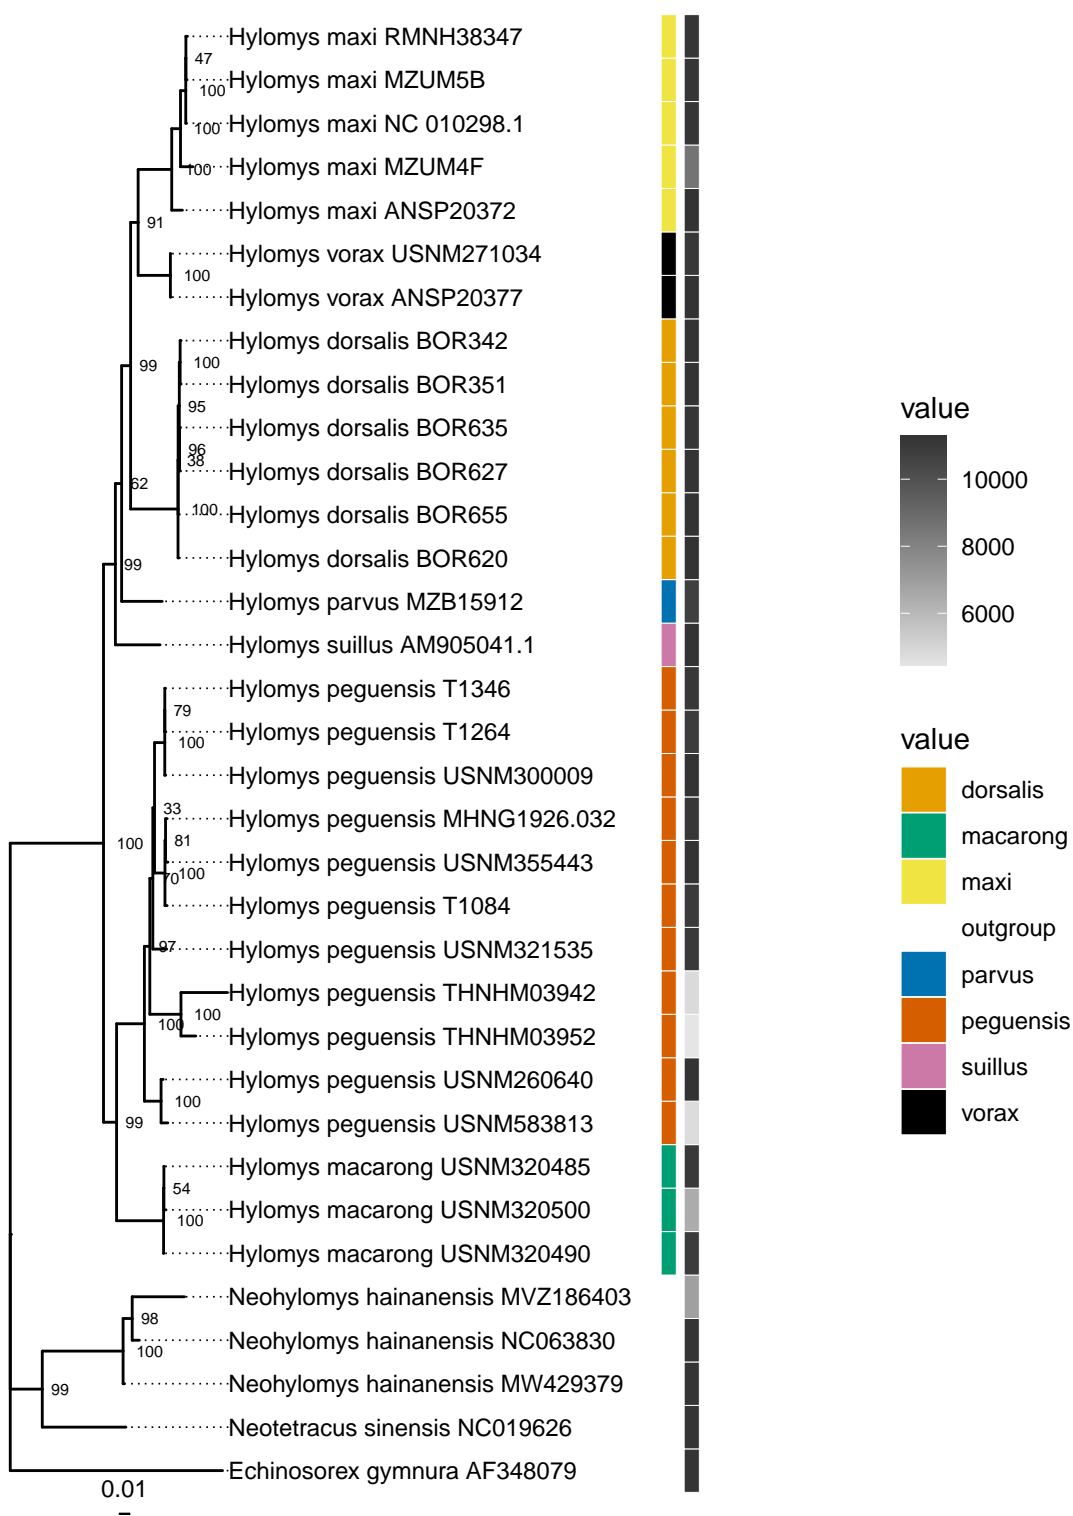 Hylomys maxi RMNH38347
47
Hylomys maxi MZUM5B
100
Hylomys maxi NC 010298.1
100
Hylomys maxi MZUM4F
100
Hylomys maxi ANSP20372
91
Hylomys vorax USNM271034
100
Hylomys vorax ANSP20377
Hylomys dorsalis BOR342
100
99
Hylomys dorsalis BOR351
95
Hylomys dorsalis BOR635
96
38
Hylomys dorsalis BOR627
62
100
Hylomys dorsalis BOR655
Hylomys dorsalis BOR620
99
Hylomys parvus MZB15912
Hylomys suillus AM905041.1
Hylomys peguensis T1346
79
Hylomys peguensis T1264
100
Hylomys peguensis USNM300009
33
Hylomys peguensis MHNG1926.032
100
81
Hylomys peguensis USNM355443
100
70
Hylomys peguensis T1084
97
Hylomys peguensis USNM321535
Hylomys peguensis THNHM03942
100
100
Hylomys peguensis THNHM03952
Hylomys peguensis USNM260640
100
99
Hylomys peguensis USNM583813
Hylomys macarong USNM320485
54
Hylomys macarong USNM320500
100
Hylomys macarong USNM320490
Neohylomys hainanensis MVZ186403
98
Neohylomys hainanensis NC063830
100
Neohylomys hainanensis MW429379
99
Neotetracus sinensis NC019626
Echinosorex gymnura AF348079
0.01
value
10000
8000
6000
value
dorsalis
macarong
maxi
outgroup
parvus
peguensis
suillus
vorax